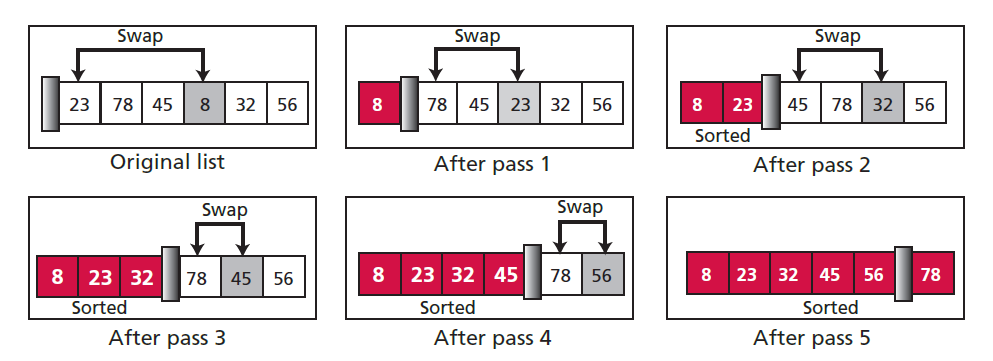 Swap
23 78 45 8 32 56
Original list
Swap
8 78 45 23 32 56
After pass 1
Swap
8 23 45 78 32 56
Sorted
After pass 2
Swap
8 23 32 78 45 56
Sorted
After pass 3
Swap
8 23 32 45 78 56
Sorted
After pass 4
8 23 32 45 56 78
Sorted
After pass 5